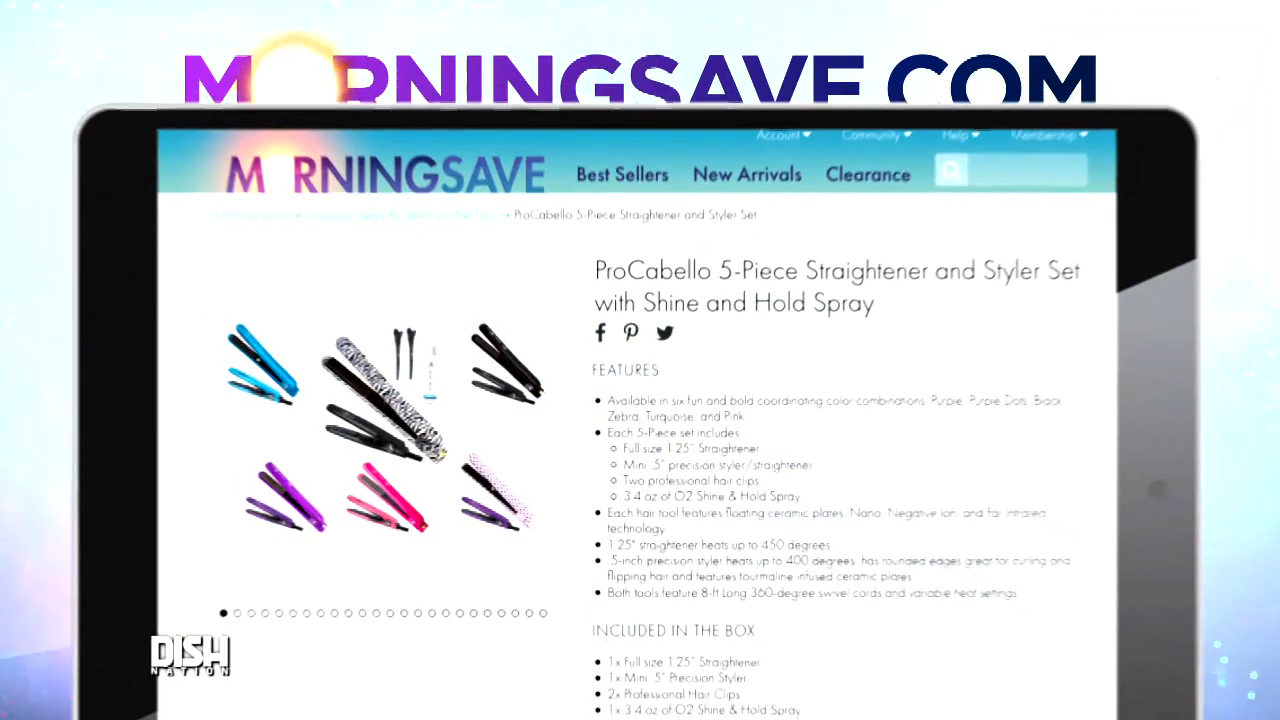 MORNINGSAVE.COM
Account Community Help Membership
MORNINGSAVE Best Sellers New Arrivals Clearance
→ ProCabello 5-Piece Straightener and Styler Set
ProCabello 5-Piece Straightener and Styler Set
with Shine and Hold Spray
FEATURES
• Available in six fun and bold coordinating color combinations: Purple, Purple Dots, Black
Zebra, Turquoise, and Pink
• Each 5-Piece set includes:
Full size 1.25" Straightener
Mini .5" precision styler/straightener
Two professional hair clips
3.4 oz of O2 Shine & Hold Spray
• Each hair tool features floating ceramic plates, Nano, Negative Ion, and far infrared
technology
• 1.25" straightener heats up to 450 degrees
• .5-inch precision styler heats up to 400 degrees, has rounded edges great for curling and
flipping hair and features tourmaline infused ceramic plates
• Both tools feature 8-ft Long 360-degree swivel cords and variable heat settings
INCLUDED IN THE BOX
• 1x Full size 1.25" Straightener
• 1x Mini .5" Precision Styler
• 2x Professional Hair Clips
• 1x 3.4 oz of O2 Shine & Hold Spray
DISH
NATION